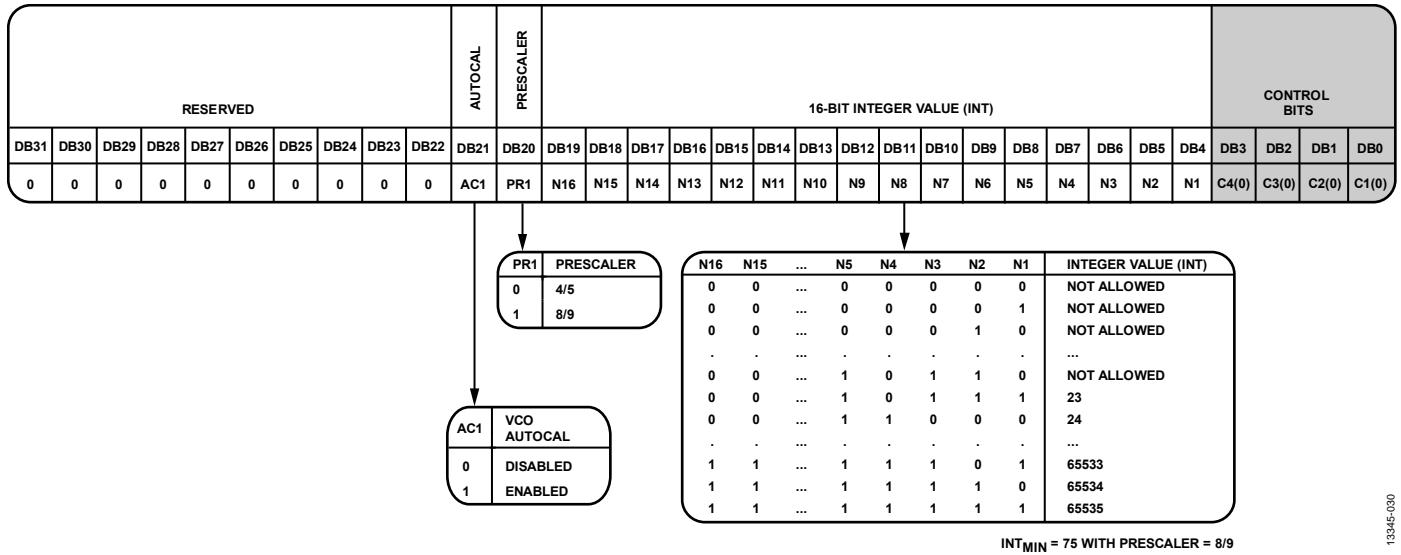 RESERVED AUTOCAL PRESCALER 16-BIT INTEGER VALUE (INT) CONTROL
BITS
DB31 DB30 DB29 DB28 DB27 DB26 DB25 DB24 DB23 DB22 DB21 DB20 DB19 DB18 DB17 DB16 DB15 DB14 DB13 DB12 DB11 DB10 DB9 DB8 DB7 DB6 DB5 DB4 DB3 DB2 DB1 DB0
0 0 0 0 0 0 0 0 0 0 AC1 PR1 N16 N15 N14 N13 N12 N11 N10 N9 N8 N7 N6 N5 N4 N3 N2 N1 C4(0) C3(0) C2(0) C1(0)
PR1 PRESCALER
0 4/5
1 8/9
AC1 VCO
AUTOCAL
0 DISABLED
1 ENABLED
N16 N15 ... N5 N4 N3 N2 N1 INTEGER VALUE (INT)
0 0 ... 0 0 0 0 0 NOT ALLOWED
0 0 ... 0 0 0 0 1 NOT ALLOWED
0 0 ... 0 0 0 1 0 NOT ALLOWED
. . ... . . . . . ...
0 0 ... 1 0 1 1 0 NOT ALLOWED
0 0 ... 1 0 1 1 1 23
0 0 ... 1 1 0 0 0 24
. . ... . . . . . ...
1 1 ... 1 1 1 0 1 65533
1 1 ... 1 1 1 1 0 65534
1 1 ... 1 1 1 1 1 65535
INTMIN = 75 WITH PRESCALER = 8/9
13345-030